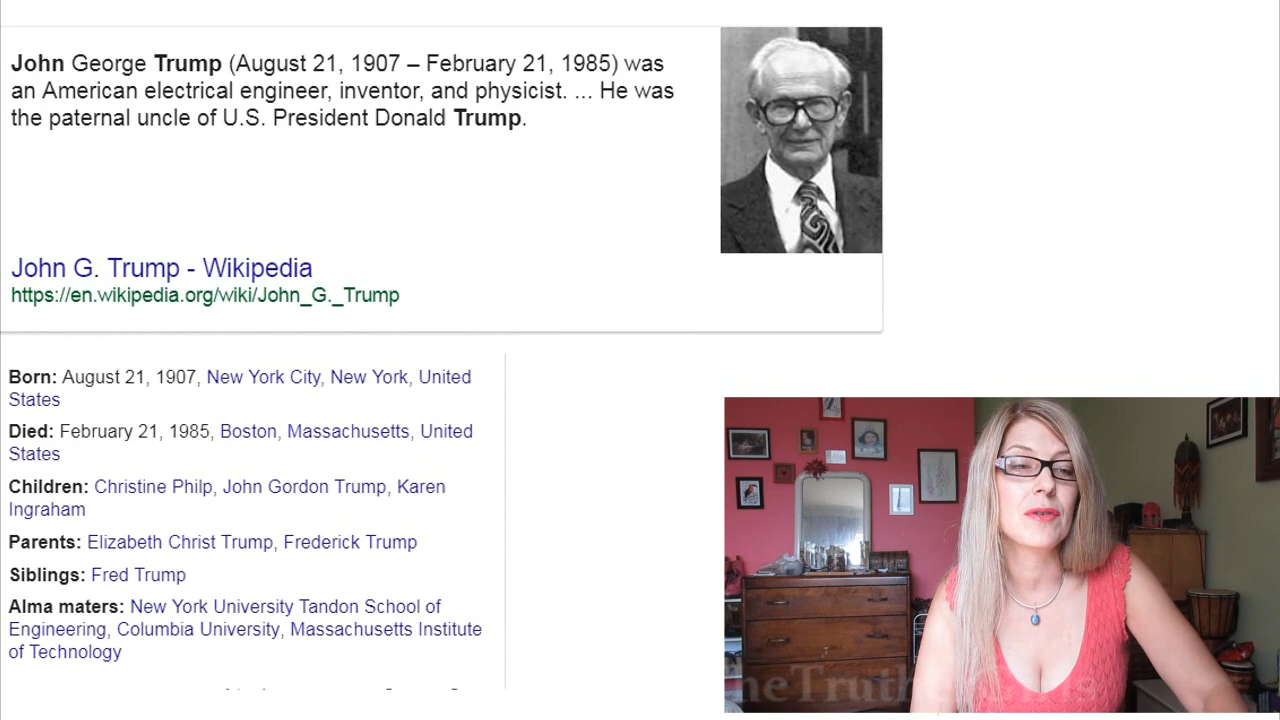 John George Trump (August 21, 1907 – February 21, 1985) was
an American electrical engineer, inventor, and physicist. ... He was
the paternal uncle of U.S. President Donald Trump.
John G. Trump - Wikipedia
https://en.wikipedia.org/wiki/John_G._Trump
Born: August 21, 1907, New York City, New York, United
States
Died: February 21, 1985, Boston, Massachusetts, United
States
Children: Christine Philp, John Gordon Trump, Karen
Ingraham
Parents: Elizabeth Christ Trump, Frederick Trump
Siblings: Fred Trump
Alma maters: New York University Tandon School of
Engineering, Columbia University, Massachusetts Institute
of Technology